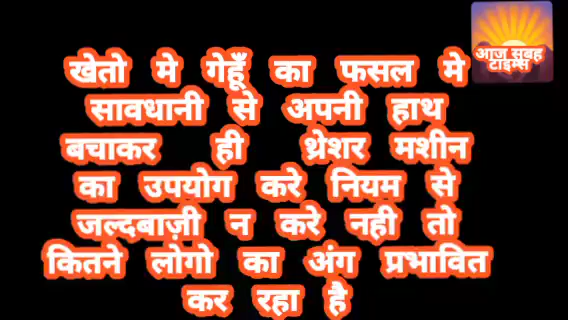 आज सुबह
टाइम्स
खेतो मे गेहूँ का फसल मे
सावधानी से अपनी हाथ
बचाकर ही थ्रेशर मशीन
का उपयोग करे नियम से
जल्दबाज़ी न करे नही तो
कितने लोगो का अंग प्रभावित
कर रहा है